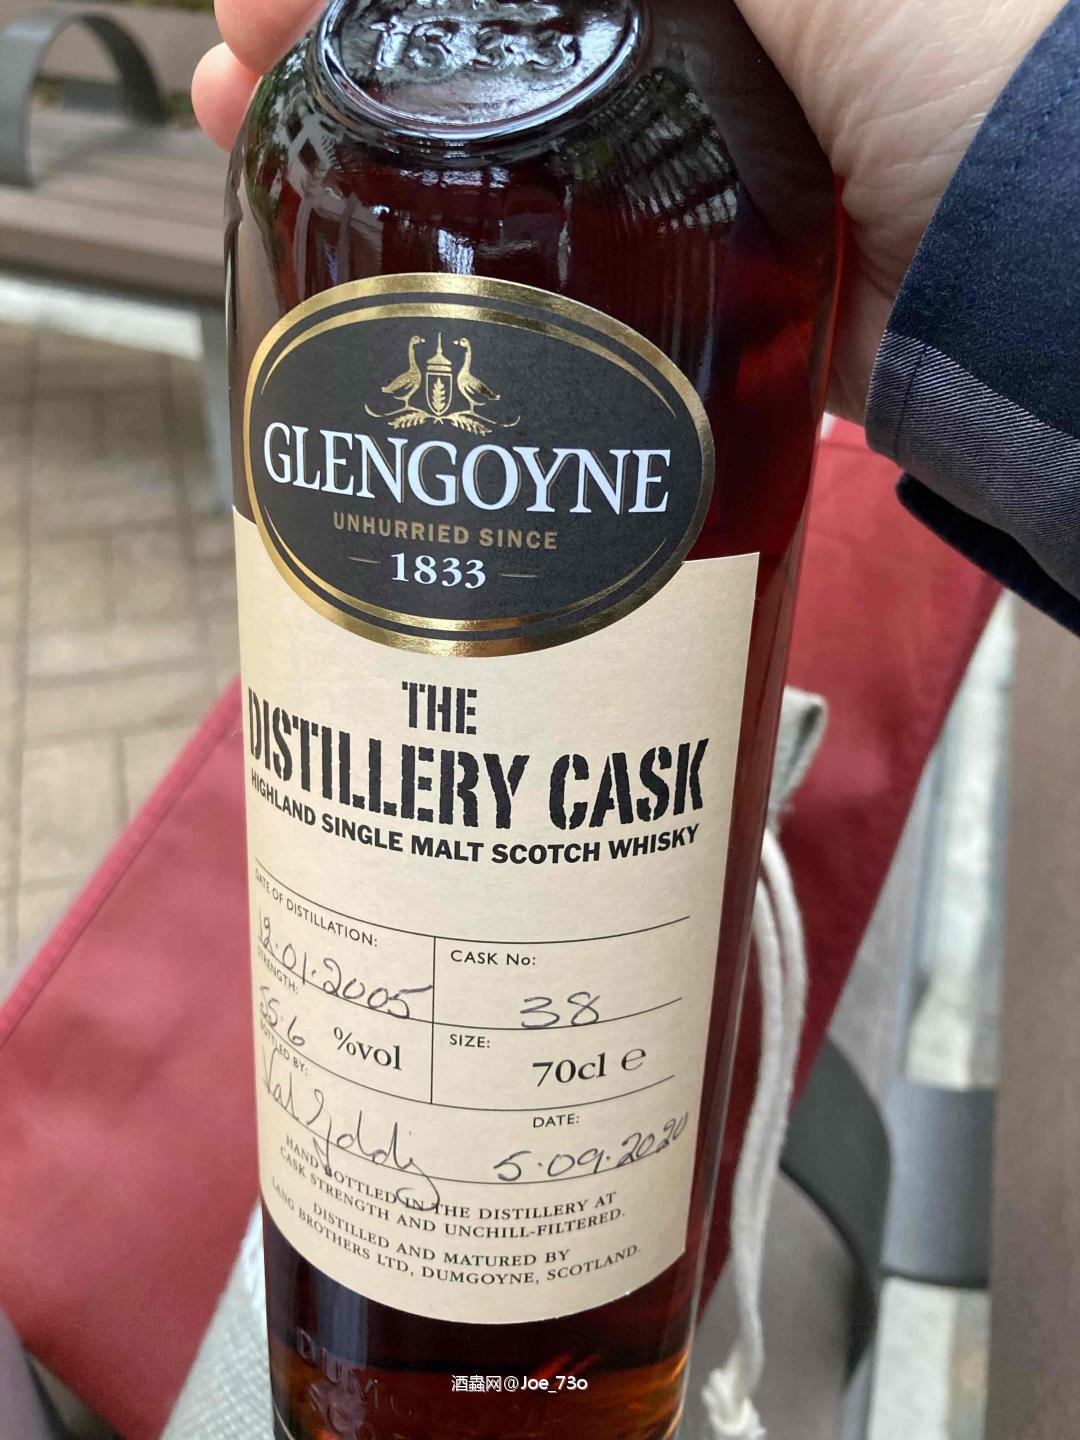 1833
GLENGOYNE
UNHURRIED SINCE
1833
THE
DISTILLERY CASK
HIGHLAND SINGLE MALT SCOTCH WHISKY
DATE OF DISTILLATION:
12.01.2005
CASK No:
38
STRENGTH:
55.6 %vol
SIZE:
70cl e
BOTTLED BY:
DATE:
5.09.2020
HAND BOTTLED IN THE DISTILLERY AT
CASK STRENGTH AND UNCHILL-FILTERED.
DISTILLED AND MATURED BY
LANG BROTHERS LTD, DUMGOYNE, SCOTLAND.
酒蟲网@Joe_73o